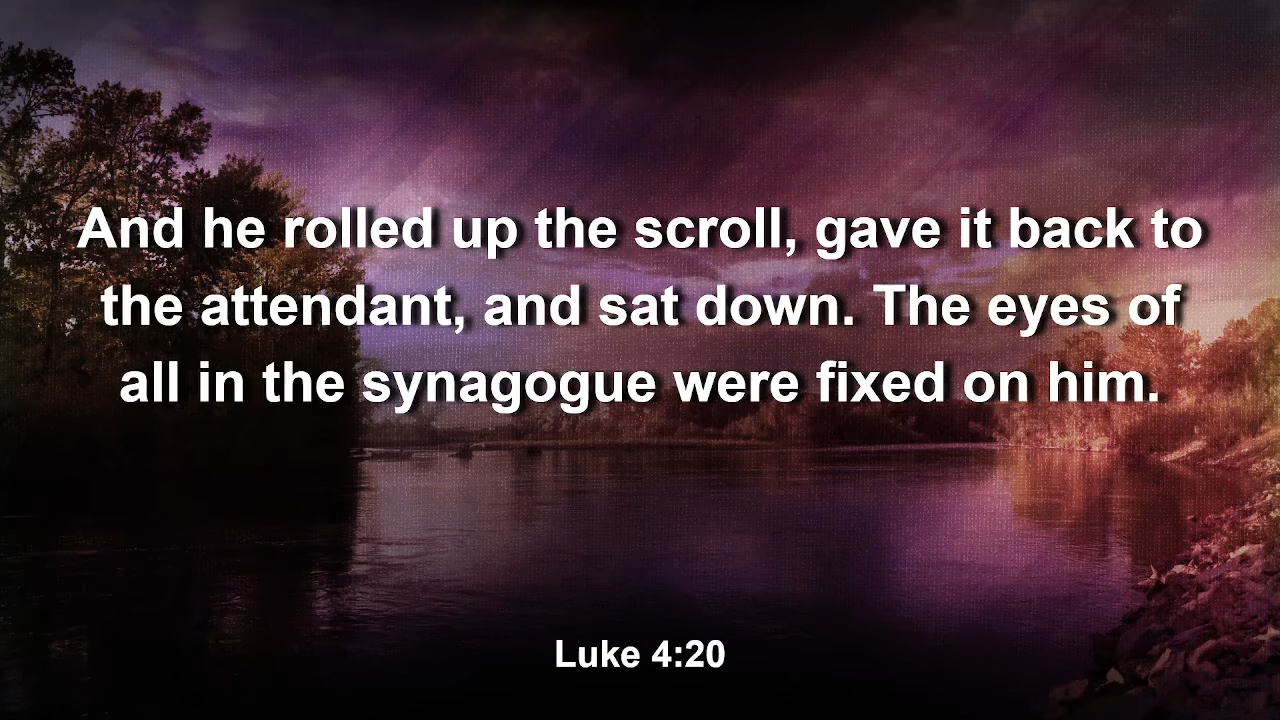 And he rolled up the scroll, gave it back to
the attendant, and sat down. The eyes of
all in the synagogue were fixed on him.
Luke 4:20